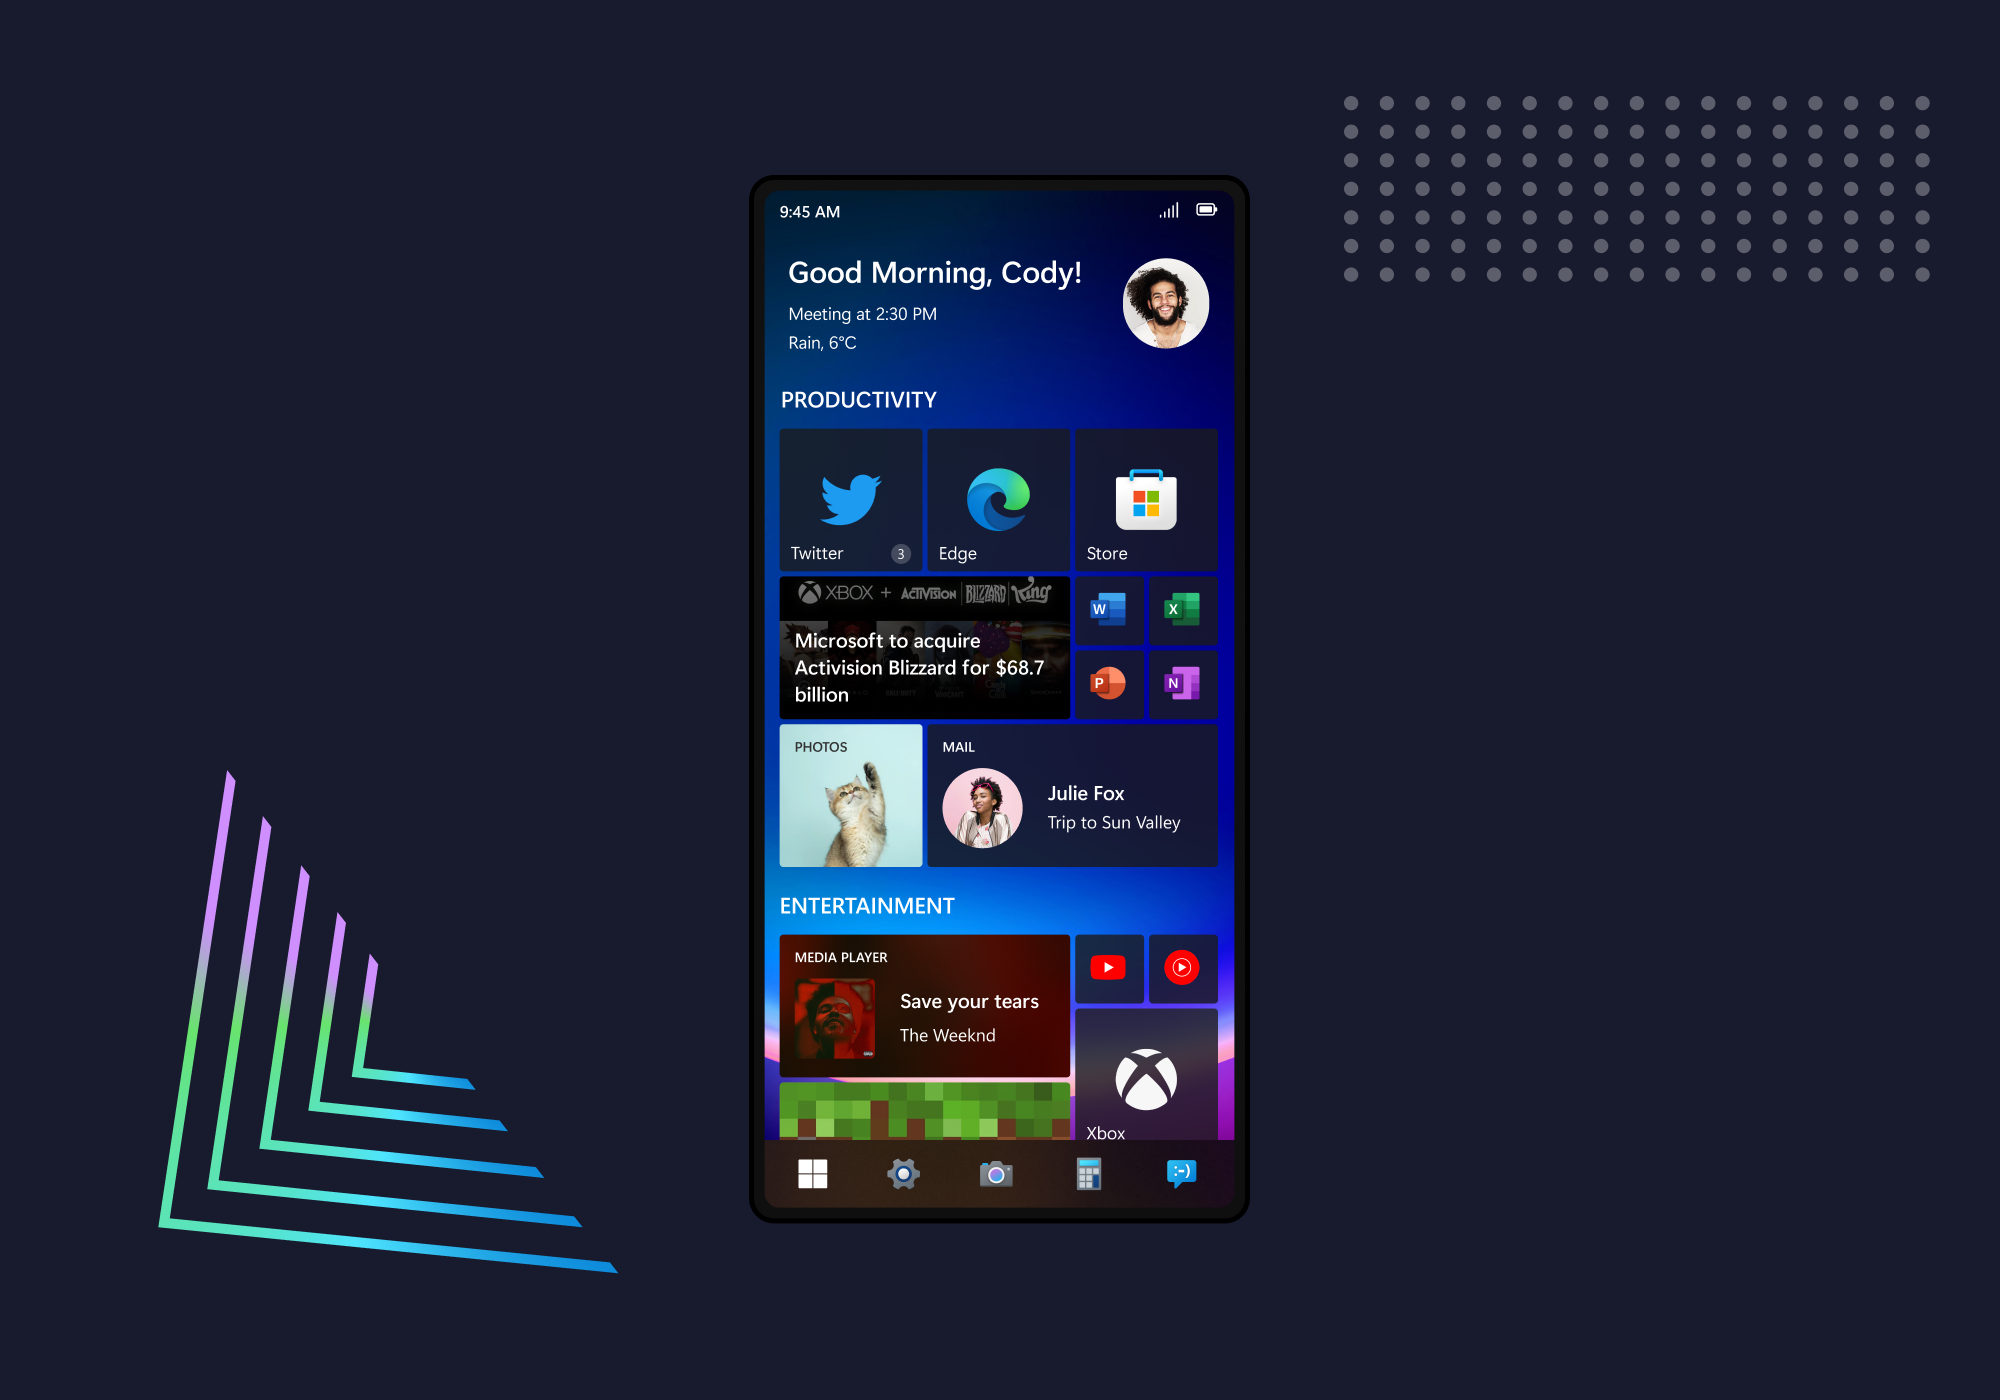 9:45 AM
Good Morning, Cody!
Meeting at 2:30 PM
Rain, 6°C
PRODUCTIVITY
Twitter
3
Edge
Store
XBOX + ACTIVISION BLIZZARD King
Microsoft to acquire
Activision Blizzard for $68.7
billion
W
X
P
N
PHOTOS
MAIL
Julie Fox
Trip to Sun Valley
ENTERTAINMENT
MEDIA PLAYER
Save your tears
The Weeknd
Xbox
:-)